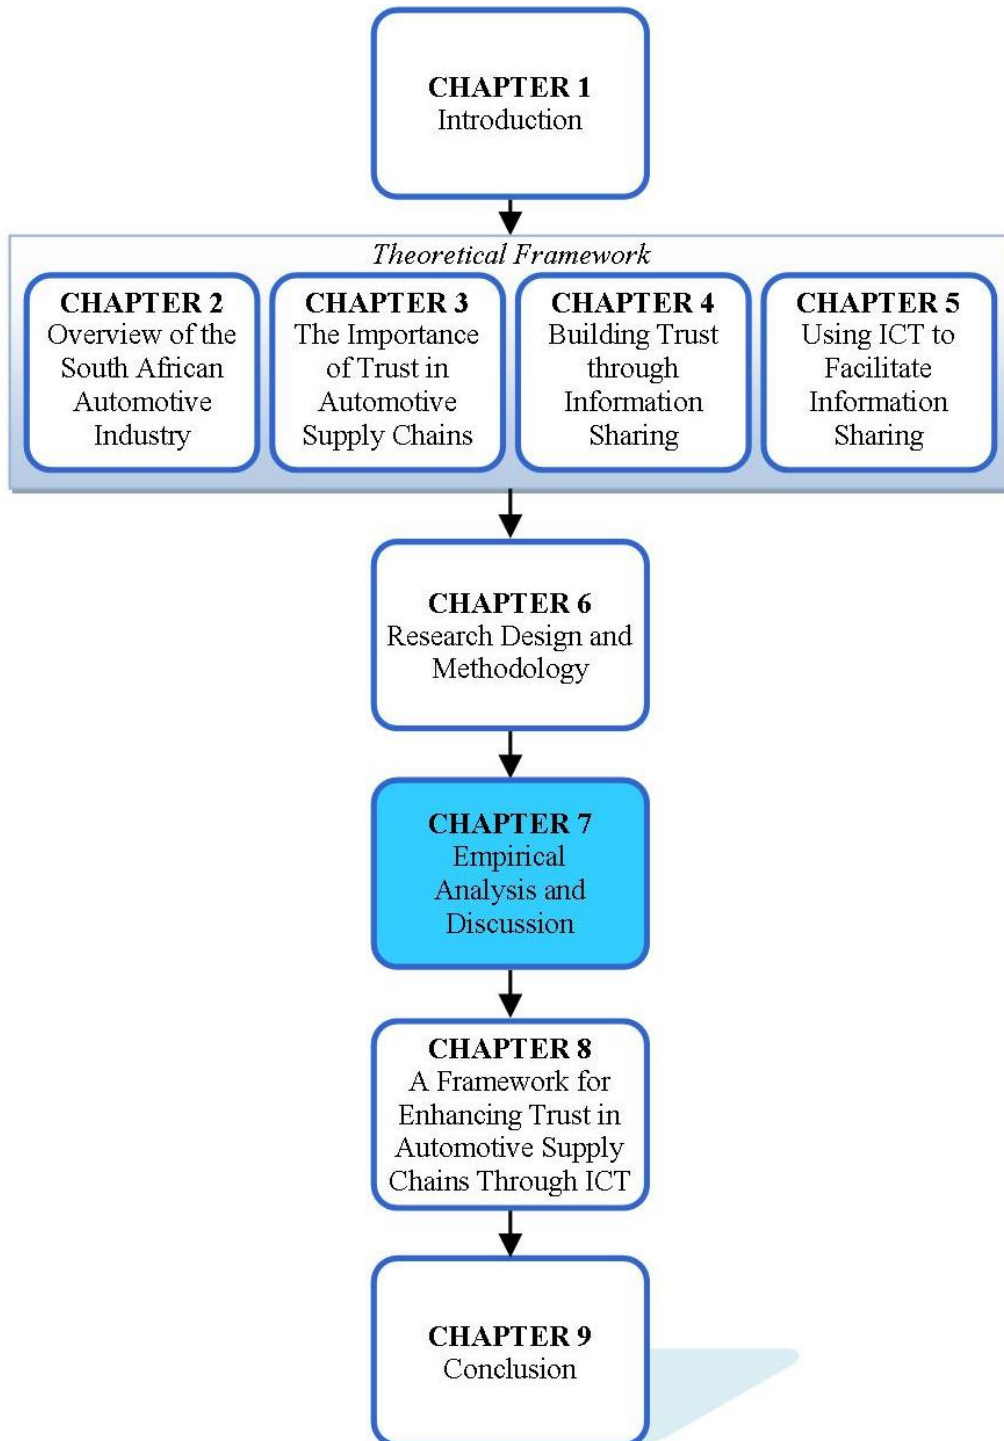 CHAPTER 1
Introduction
Theoretical Framework
CHAPTER 2
Overview of the
South African
Automotive
Industry
CHAPTER 3
The Importance
of Trust in
Automotive
Supply Chains
CHAPTER 4
Building Trust
through
Information
Sharing
CHAPTER 5
Using ICT to
Facilitate
Information
Sharing
CHAPTER 6
Research Design and
Methodology
CHAPTER 7
Empirical
Analysis and
Discussion
CHAPTER 8
A Framework for
Enhancing Trust in
Automotive Supply
Chains Through ICT
CHAPTER 9
Conclusion